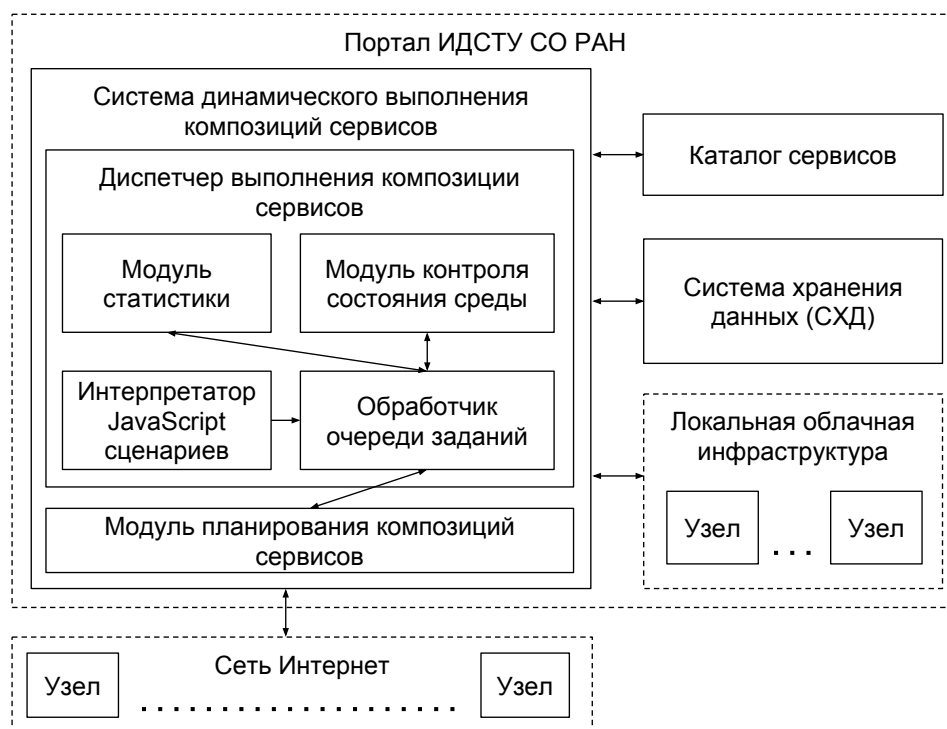 Портал ИДСТУ СО РАН
Система динамического выполнения
композиций сервисов
Диспетчер выполнения композиции
сервисов
Модуль
статистики
Модуль контроля
состояния среды
Интерпретатор
JavaScript
сценариев
Обработчик
очереди заданий
Модуль планирования композиций
сервисов
Каталог сервисов
Система хранения
данных (СХД)
Локальная облачная
инфраструктура
Узел
. . .
Узел
Сеть Интернет
Узел
. . . . . . . . . . . . . . . . . . . .
Узел